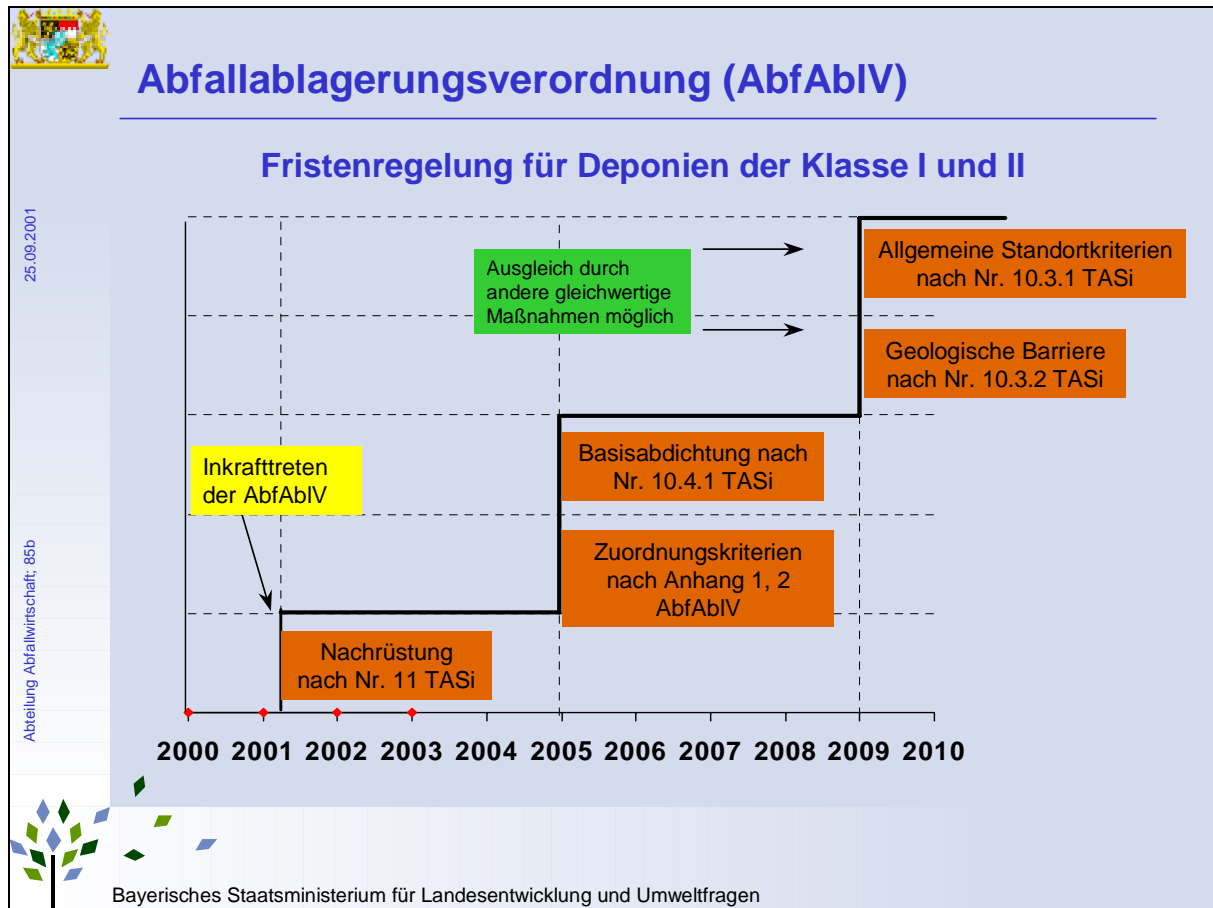 Abfallablagerungsverordnung (AbfAblV)
Fristenregelung für Deponien der Klasse I und II
25.09.2001
Abteilung Abfallwirtschaft; 85b
Ausgleich durch
andere gleichwertige
Maßnahmen möglich
Allgemeine Standortkriterien
nach Nr. 10.3.1 TASi
Geologische Barriere
nach Nr. 10.3.2 TASi
Inkrafttreten
der AbfAblV
Basisabdichtung nach
Nr. 10.4.1 TASi
Zuordnungskriterien
nach Anhang 1, 2
AbfAblV
Nachrüstung
nach Nr. 11 TASi
2000 2001 2002 2003 2004 2005 2006 2007 2008 2009 2010
Bayerisches Staatsministerium für Landesentwicklung und Umweltfragen